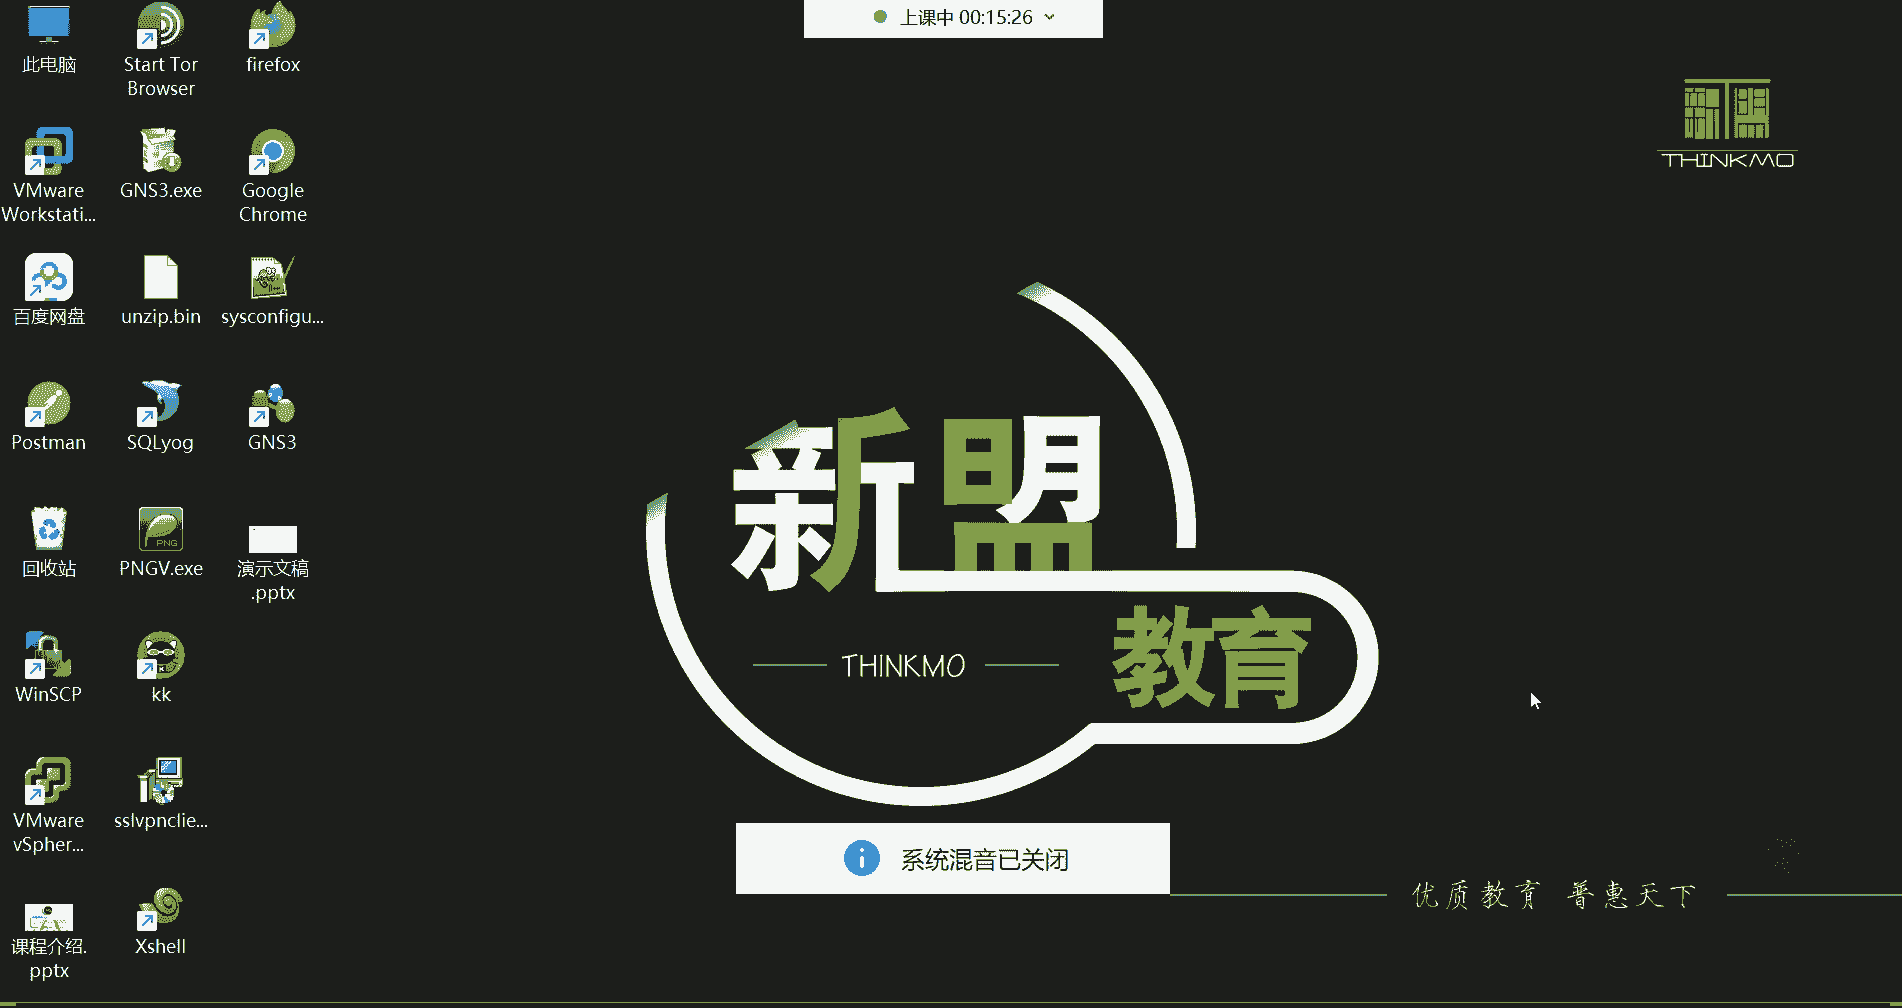 上课中 00:15:26
此电脑
Start Tor
Browser
firefox
THINKMO
VMware
Workstati...
GNS3.exe
Google
Chrome
百度网盘
unzip.bin
sysconfigu...
Postman
SQLyog
GNS3
新盟
教育
THINKMO
回收站
PNG
PNGV.exe
演示文稿
.pptx
WinSCP
kk
VMware
vSpher...
sslvpnclie...
系统混音已关闭
优质教育 普惠天下
课程介绍.
pptx
Xshell